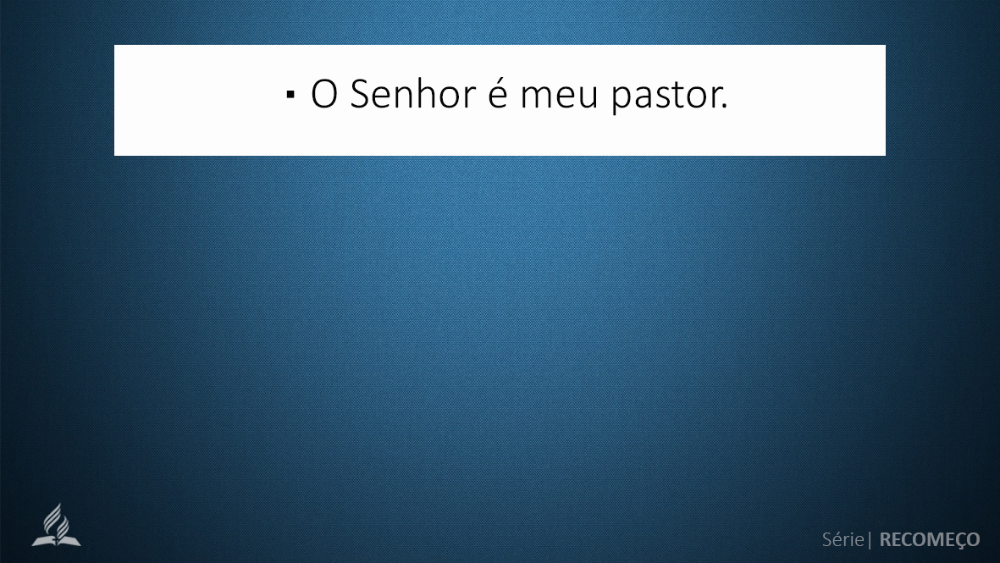 ▪ O Senhor é meu pastor.
Série| RECOMEÇO